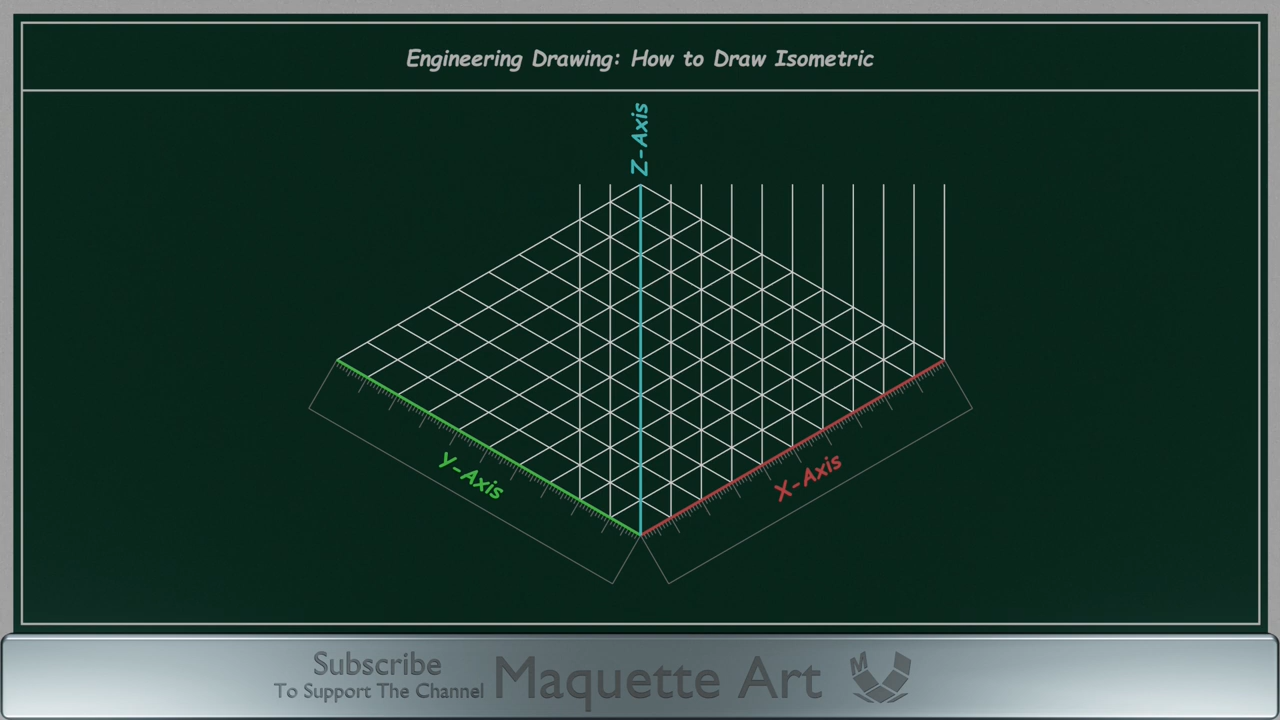 Engineering Drawing: How to Draw Isometric
Z-Axis
Y-Axis
X-Axis
Subscribe
To Support The Channel
Maquette Art
M